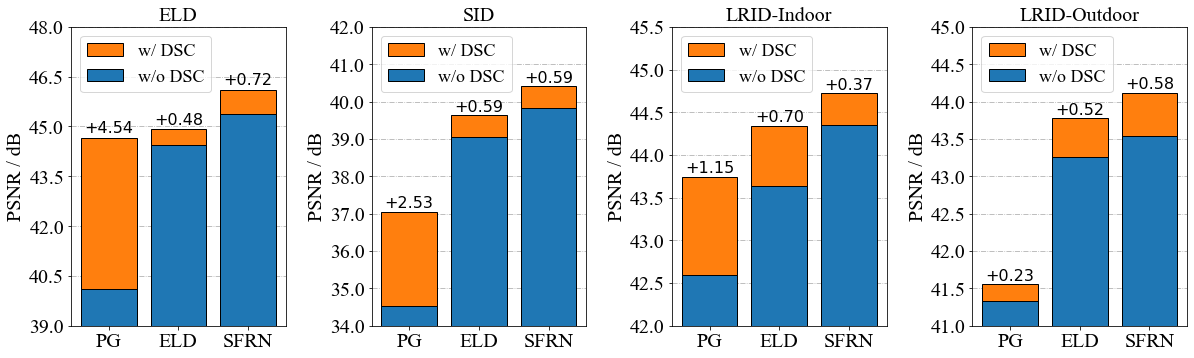 ELD
48.0
46.5
45.0
43.5
42.0
40.5
39.0
PSNR / dB
w/ DSC
w/o DSC
+4.54
+0.48
+0.72
PG ELD SFRN
SID
42.0
41.0
40.0
39.0
38.0
37.0
36.0
35.0
34.0
PSNR / dB
w/ DSC
w/o DSC
+2.53
+0.59
+0.59
PG ELD SFRN
LRID-Indoor
45.5
45.0
44.5
44.0
43.5
43.0
42.5
42.0
PSNR / dB
w/ DSC
w/o DSC
+1.15
+0.70
+0.37
PG ELD SFRN
LRID-Outdoor
45.0
44.5
44.0
43.5
43.0
42.5
42.0
41.5
41.0
PSNR / dB
w/ DSC
w/o DSC
+0.23
+0.52
+0.58
PG ELD SFRN